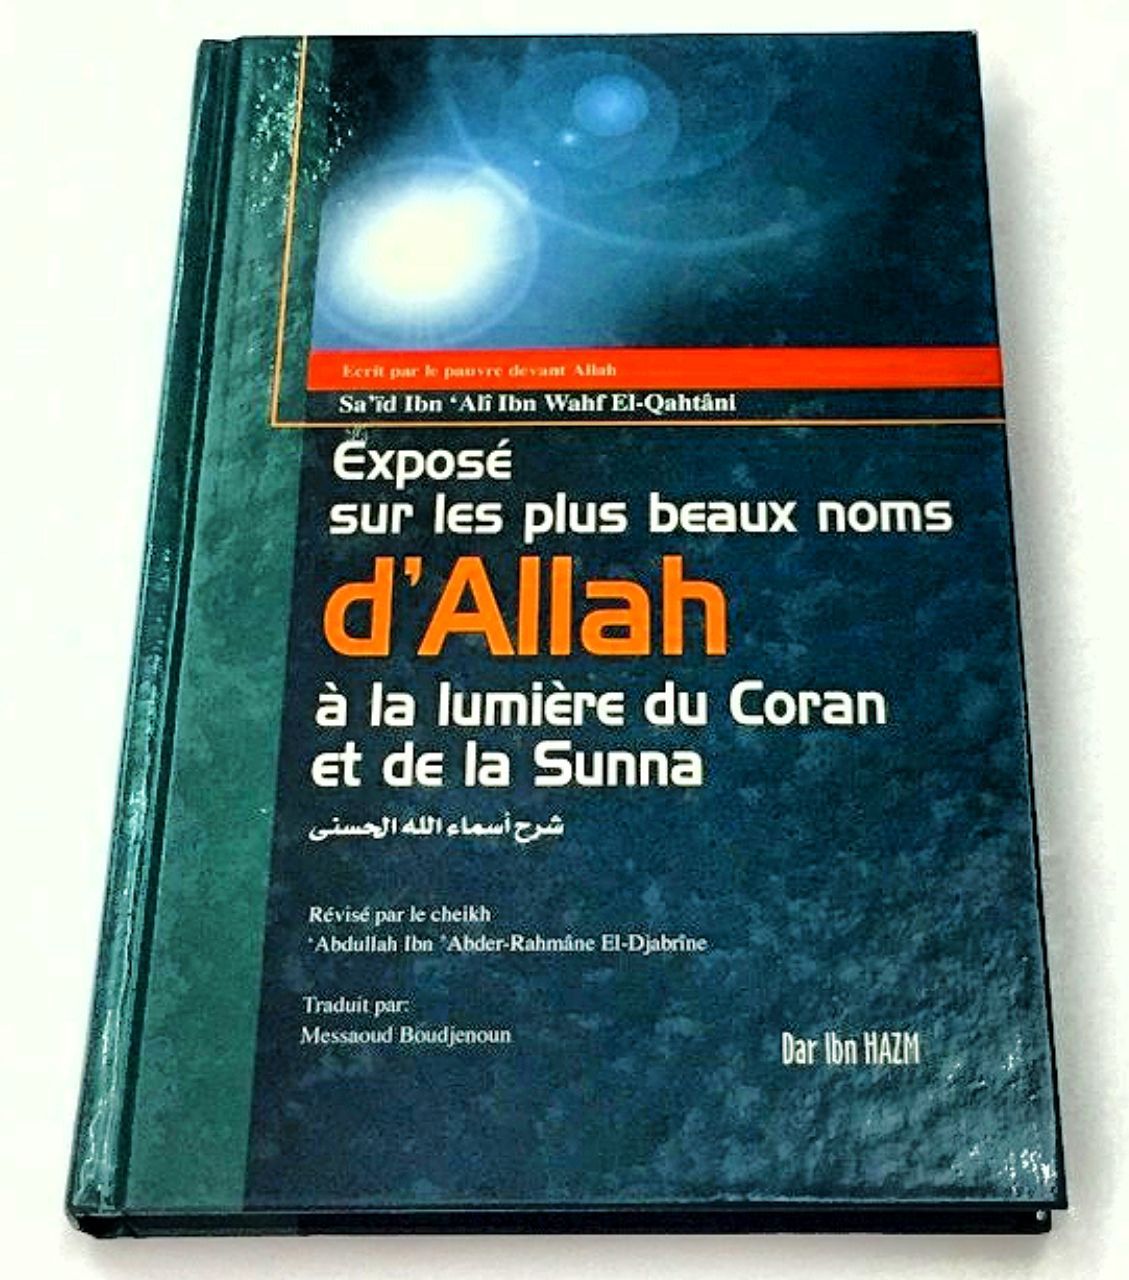 Ecrit par le pauvre devant Allah
Sa'ïd Ibn ‘Alî Ibn Wahf El-Qahtâni
Exposé
sur les plus beaux noms
d'Allah
à la lumière du Coran
et de la Sunna
شرح أسماء الله الحسنى
Révisé par le cheikh
‘Abdullah Ibn ‘Abder-Rahmâne El-Djabrîne
Traduit par:
Messaoud Boudjenoun
Dar Ibn HAZM